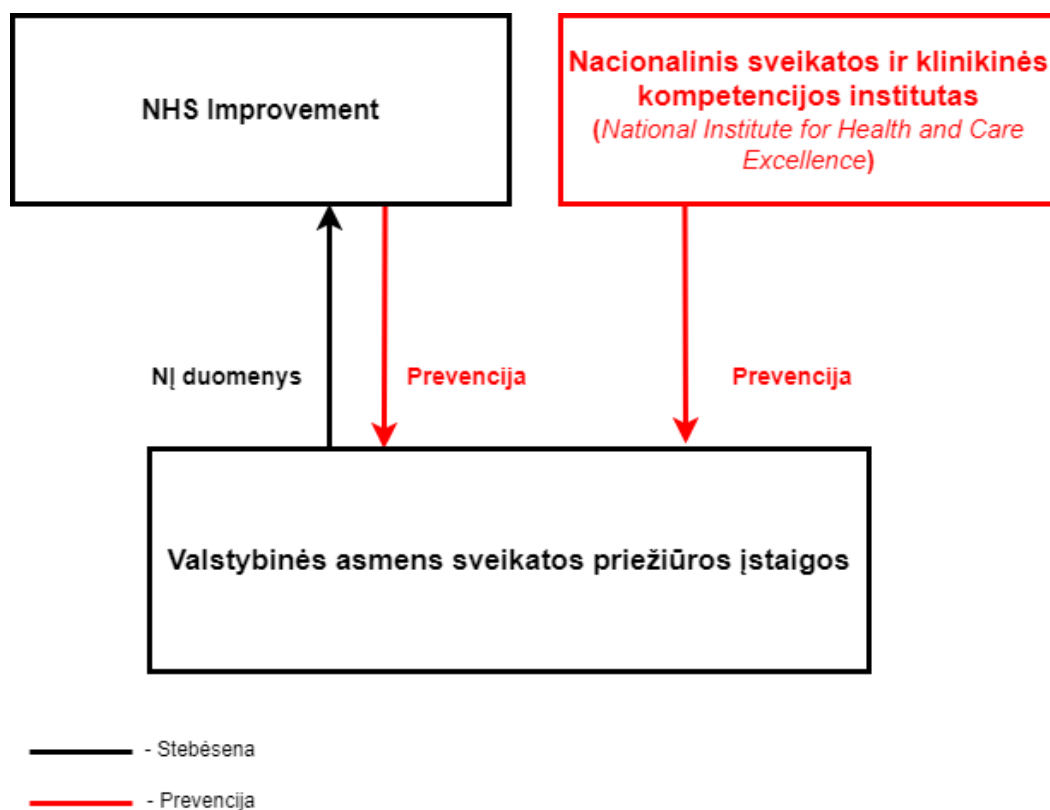 NHS Improvement
Nacionalinis sveikatos ir klinikinės
kompetencijos institutas
(National Institute for Health and Care
Excellence)
NĮ duomenys
Prevencija
Prevencija
Valstybinės asmens sveikatos priežiūros įstaigos
- Stebėsena
- Prevencija